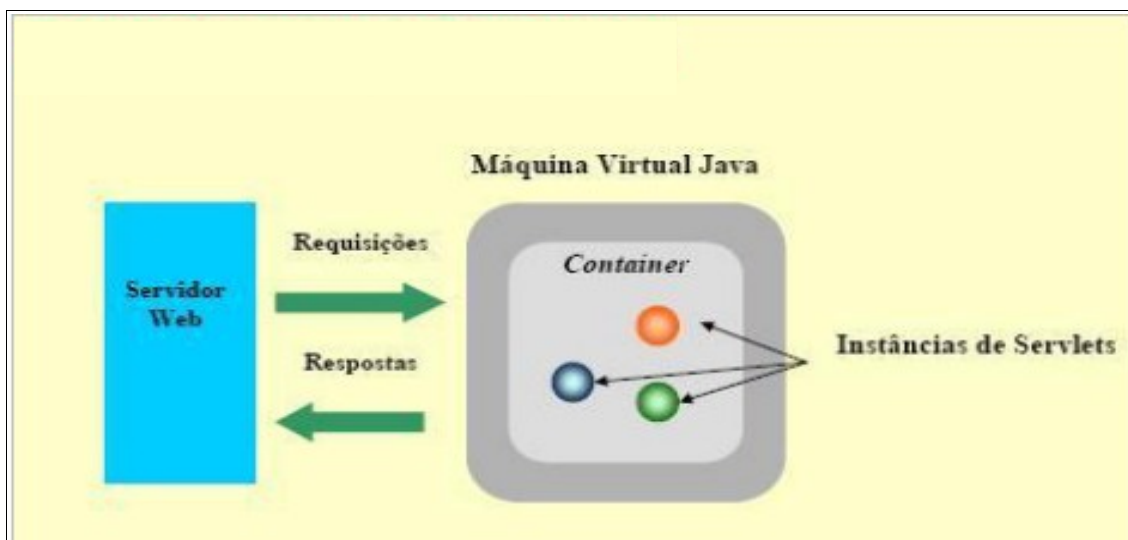 Máquina Virtual Java
Requisições
Container
Servidor
Web
Instâncias de Servlets
Respostas